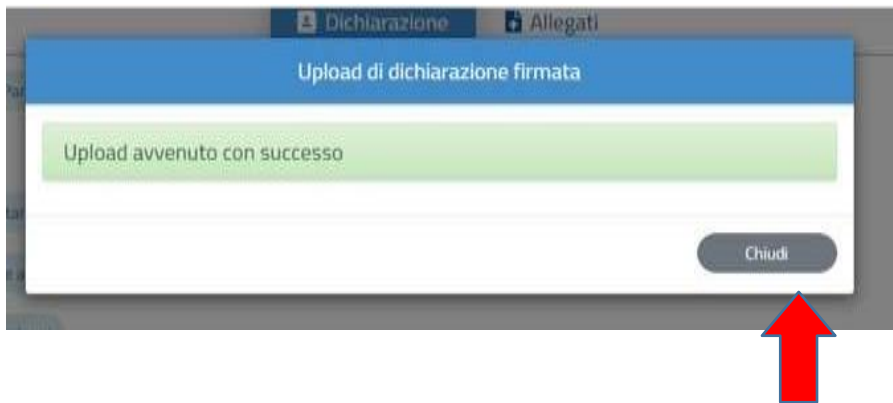 Dichiarazione Allegati
Upload di dichiarazione firmata
Upload avvenuto con successo
Chiudi